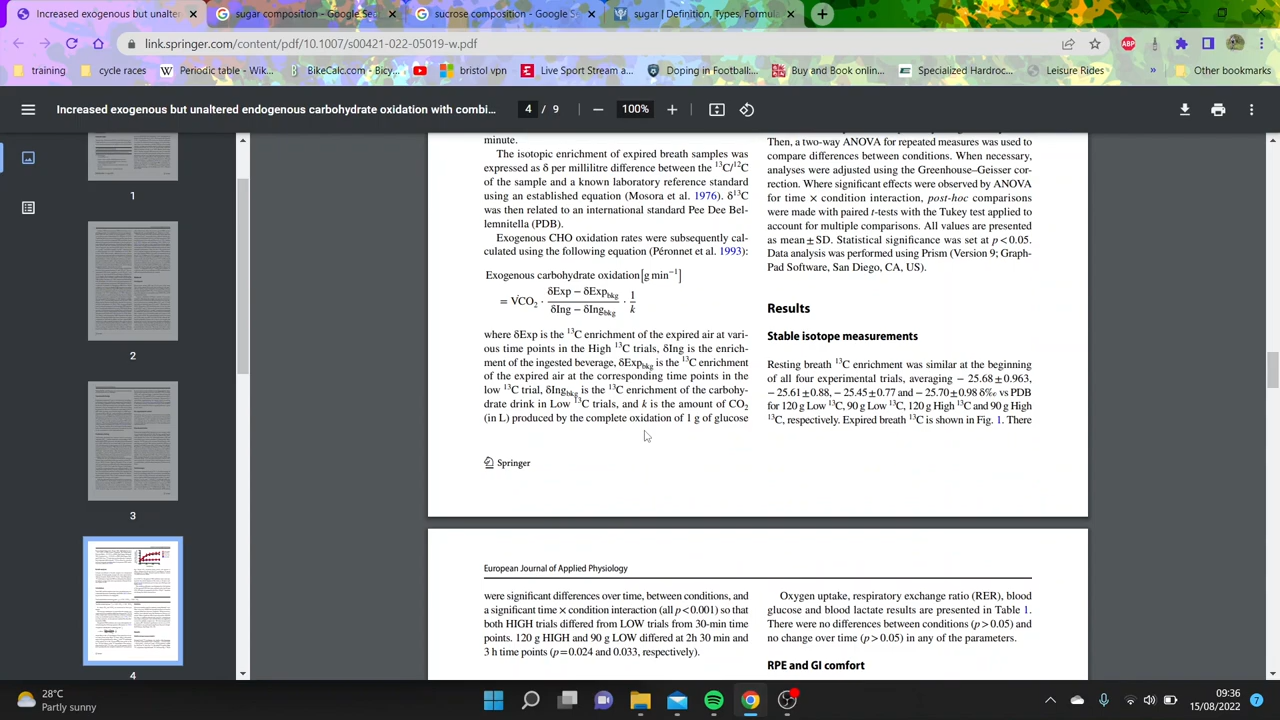 Increased exogenous but unalter
sugar composition - Google Sea
sucrose composition - Google Se
sugar | Definition, Types, Formula
link.springer.com/content/pdf/10.1007/s00421-022-05019-w.pdf
training
cycle races
Periodic table - Wik...
BikeCalc.com - Bicy...
bristol vpn
Live Sport Stream a...
Doping in Football:...
Buy and Book onlin...
Specialized Hardroc...
Leisure Rides
»
Other bookmarks
Increased exogenous but unaltered endogenous carbohydrate oxidation with combi...
4 / 9
100%
1
2
3
4
minute.
The isotopic enrichment of expired breath samples was
expressed as δ per millilitre difference between the ¹³C/¹²C
of the sample and a known laboratory reference standard
using an established equation (Mosora et al. 1976). δ¹³C
was then related to an international standard Pee Dee Bel-
lemnitella (PDB).
Exogenous CHO oxidation rates were subsequently cal-
culated using the following equation (Péronnet et al. 1993):
Exogenous carbohydrate oxidation [g min⁻¹]
= V̇CO₂ · (δExp − δExp_bkg)/(δIng − δIng_bkg) · 1/k
where δExp is the ¹³C enrichment of the expired air at vari-
ous time points in the High ¹³C trials, δIng is the enrich-
ment of the ingested beverage, δExp_bkg is the ¹³C enrichment
of the expired air at the corresponding time points in the
low ¹³C trial, δIng_bkg is the ¹³C enrichment of the carbohy-
drate drink in Low ¹³C trials, and k is the amount of CO₂
(in L) produced by the complete oxidation of 1 g of glucose
Springer
Then, a two-way ANOVA for repeated measures was used to
compare differences between conditions. When necessary,
analyses were adjusted using the Greenhouse–Geisser cor-
rection. Where significant effects were observed by ANOVA
for time × condition interaction, post-hoc comparisons
were made with paired t-tests with the Tukey test applied to
account for multiple comparisons. All values are presented
as mean ± SD. Statistical significance was set at p < 0.05.
Data analysis was performed using Prism (Version 9; Graph-
Pad Software, San Diego, CA, US).
Results
Stable isotope measurements
Resting breath ¹³C enrichment was similar at the beginning
of all four experimental trials, averaging − 25.68 ± 0.963,
− 25.61 ± 0.88, − 25.45 ± 0.77 and − 25.70 ± 0.98 δ‰ vs PDB
for 120 g Low ¹³C, 90 g Low ¹³C, 120 g High ¹³C and 90 g High
¹³C, respectively. Expired breath ¹³C is shown in Fig. 1. There
European Journal of Applied Physiology
were significant differences over time, between conditions, and
a significant time × condition interaction (all p < 0.001) so that
both HIGH trials differed from LOW trials from 30-min time
points. 120 g HIGH and 90 g LOW differed at 2h 30 min and
3 h time points (p = 0.024 and 0.033, respectively).
Oxygen uptake, respiratory exchange ratio (RER), blood
glucose and blood lactate results are presented in Table 1.
There were no differences between conditions (p > 0.05) and
no change over time (p > 0.05) in any of the parameters.
RPE and GI comfort
28°C
Partly sunny
09:36
15/08/2022
7